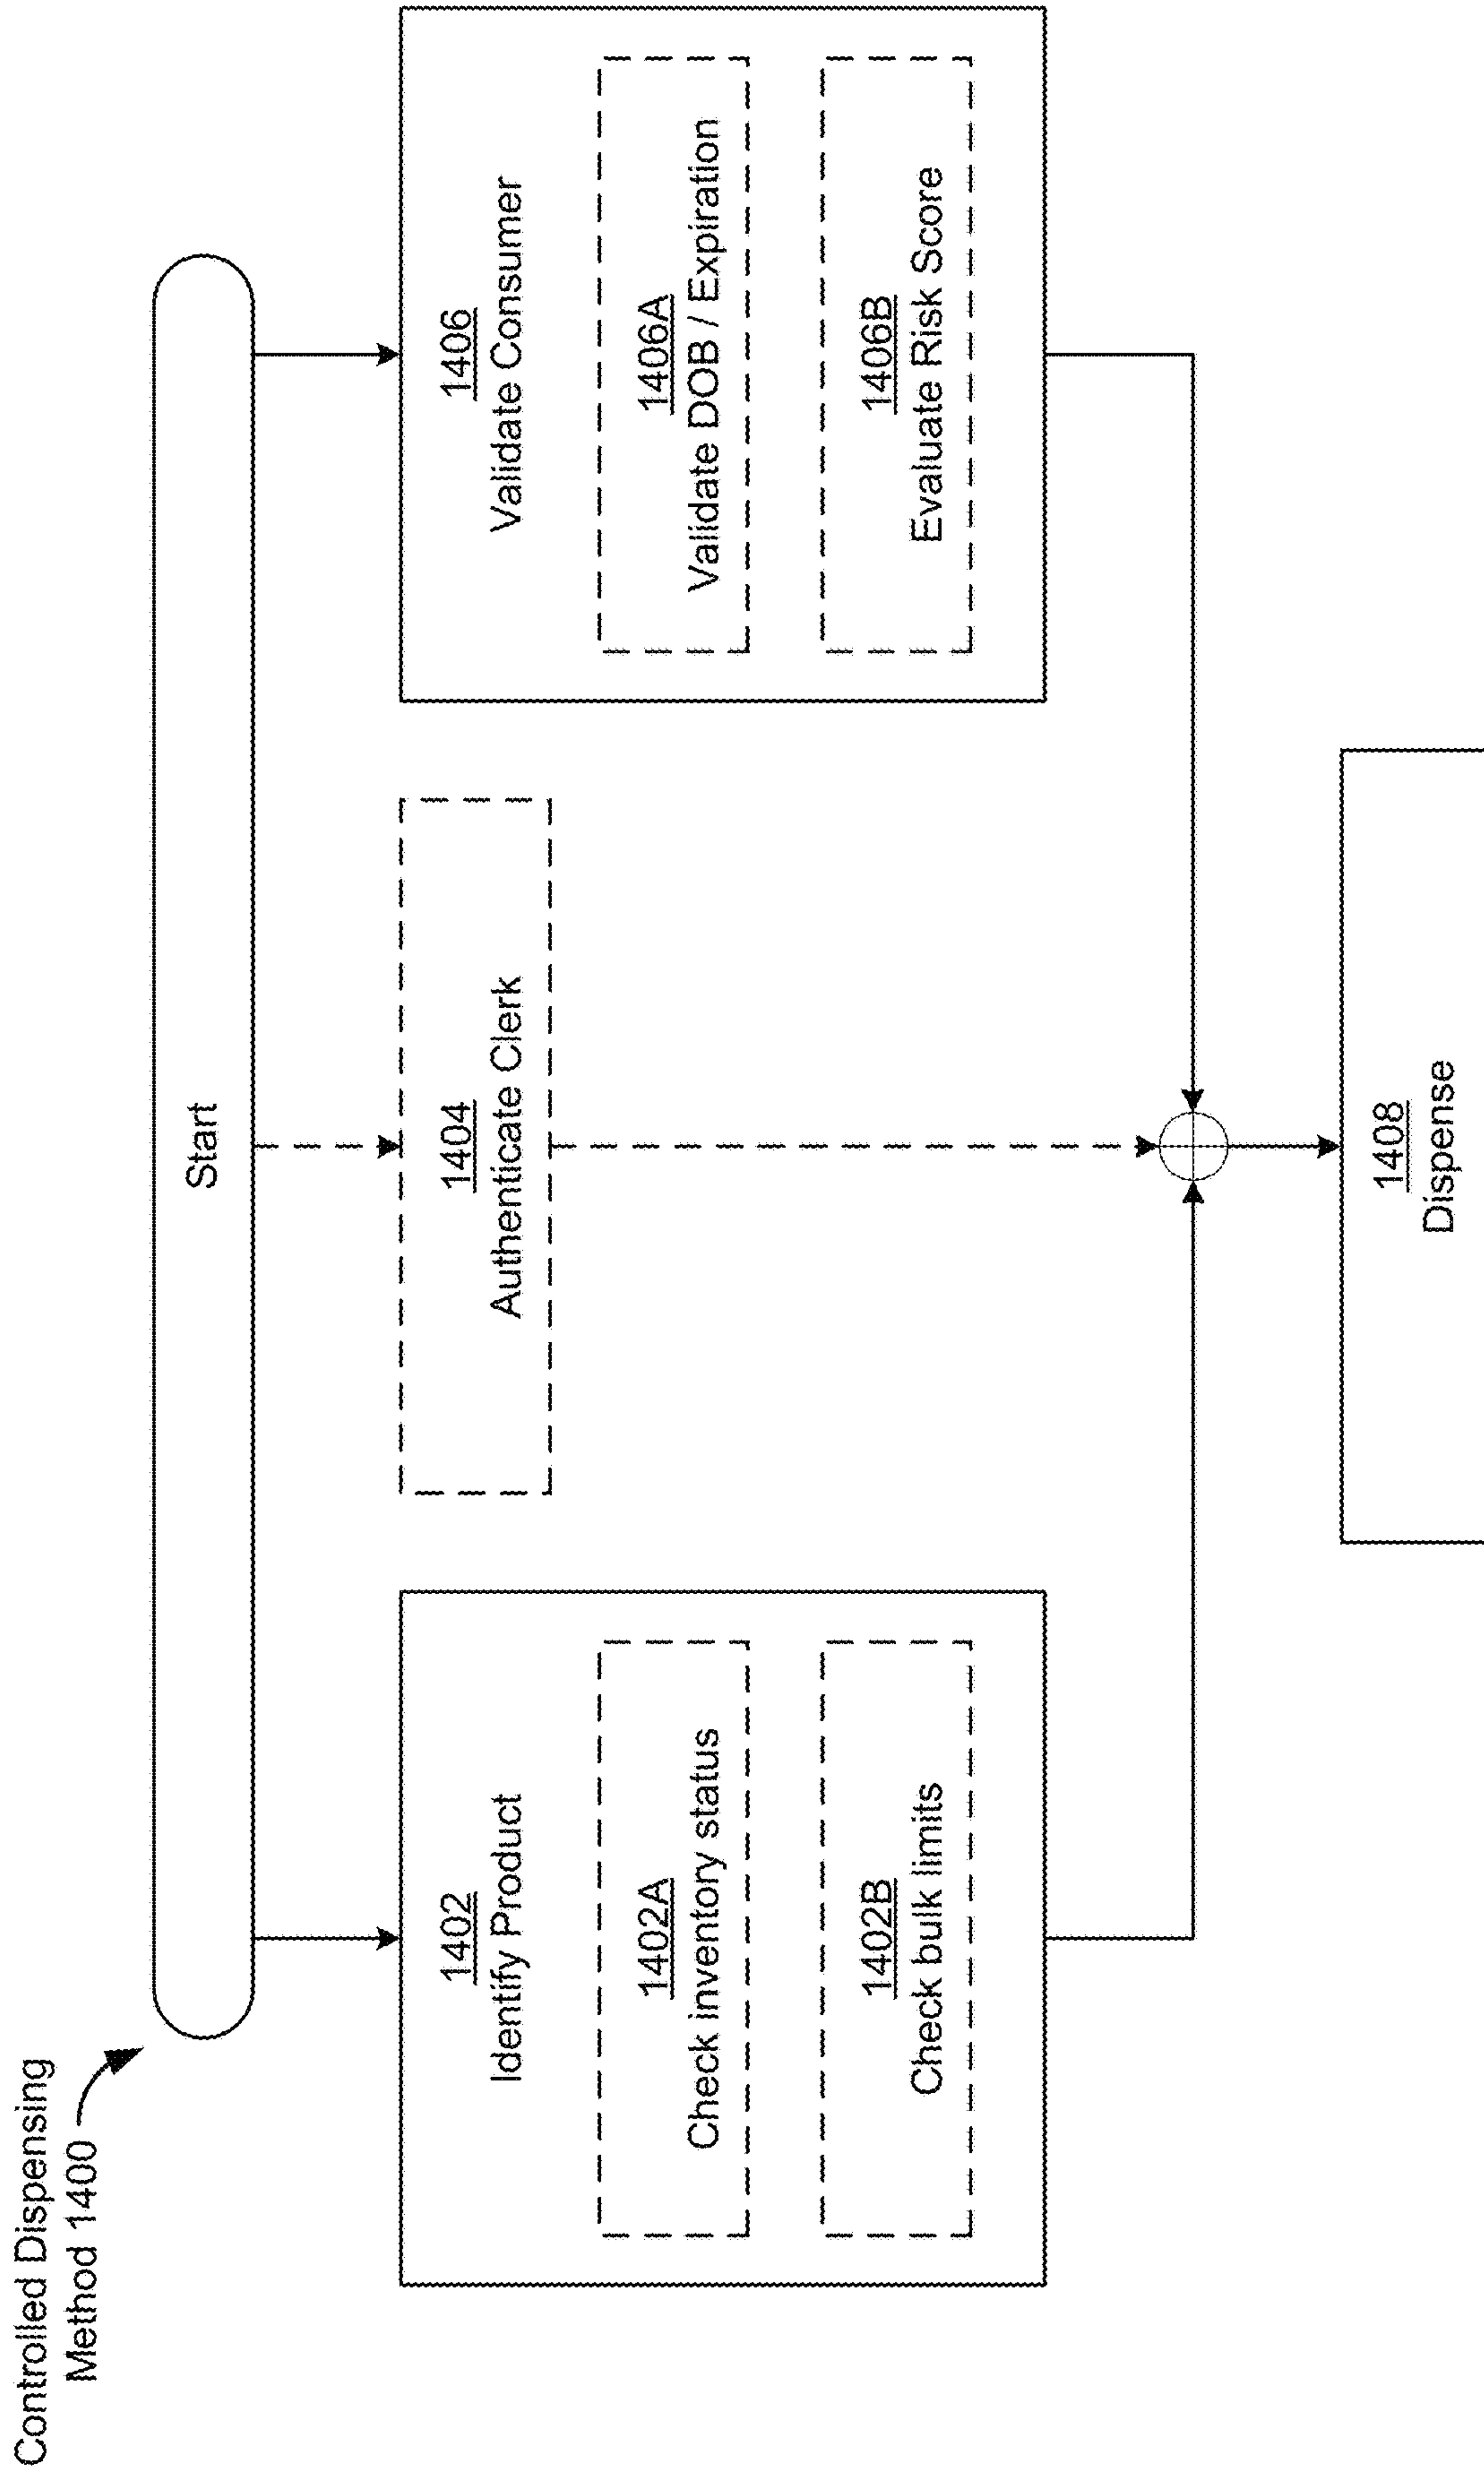 Controlled Dispensing
Method 1400
Start
1402
Identify Product
1402A
Check inventory status
1402B
Check bulk limits
1404
Authenticate Clerk
1406
Validate Consumer
1406A
Validate DOB / Expiration
1406B
Evaluate Risk Score
1408
Dispense